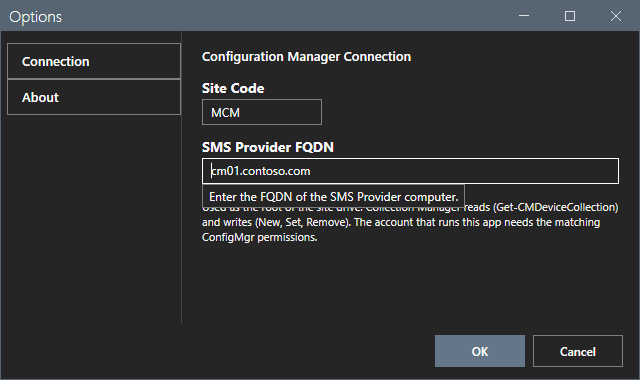 Options
Connection
About
Configuration Manager Connection
Site Code
MCM
SMS Provider FQDN
cm01.contoso.com
Enter the FQDN of the SMS Provider computer.
Used as the root of the site drive. Collection Manager reads (Get-CMDeviceCollection)
and writes (New, Set, Remove). The account that runs this app needs the matching
ConfigMgr permissions.
OK
Cancel